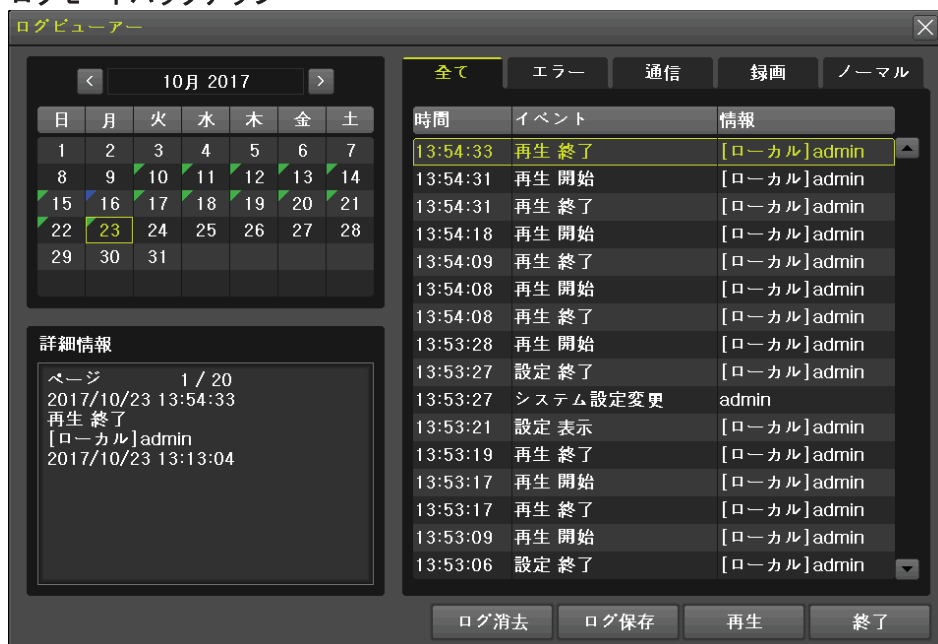 ログビューアー
< 10月 2017 >
日 月 火 水 木 金 土
1 2 3 4 5 6 7
8 9 10 11 12 13 14
15 16 17 18 19 20 21
22 23 24 25 26 27 28
29 30 31
詳細情報
ページ 1 / 20
2017/10/23 13:54:33
再生 終了
[ローカル]admin
2017/10/23 13:13:04
全て エラー 通信 録画 ノーマル
時間 イベント 情報
13:54:33 再生 終了 [ローカル]admin
13:54:31 再生 開始 [ローカル]admin
13:54:31 再生 終了 [ローカル]admin
13:54:18 再生 開始 [ローカル]admin
13:54:09 再生 終了 [ローカル]admin
13:54:08 再生 開始 [ローカル]admin
13:54:08 再生 終了 [ローカル]admin
13:53:28 再生 開始 [ローカル]admin
13:53:27 設定 終了 [ローカル]admin
13:53:27 システム設定変更 admin
13:53:21 設定 表示 [ローカル]admin
13:53:19 再生 終了 [ローカル]admin
13:53:17 再生 開始 [ローカル]admin
13:53:17 再生 終了 [ローカル]admin
13:53:09 再生 開始 [ローカル]admin
13:53:06 設定 終了 [ローカル]admin
ログ消去 ログ保存 再生 終了